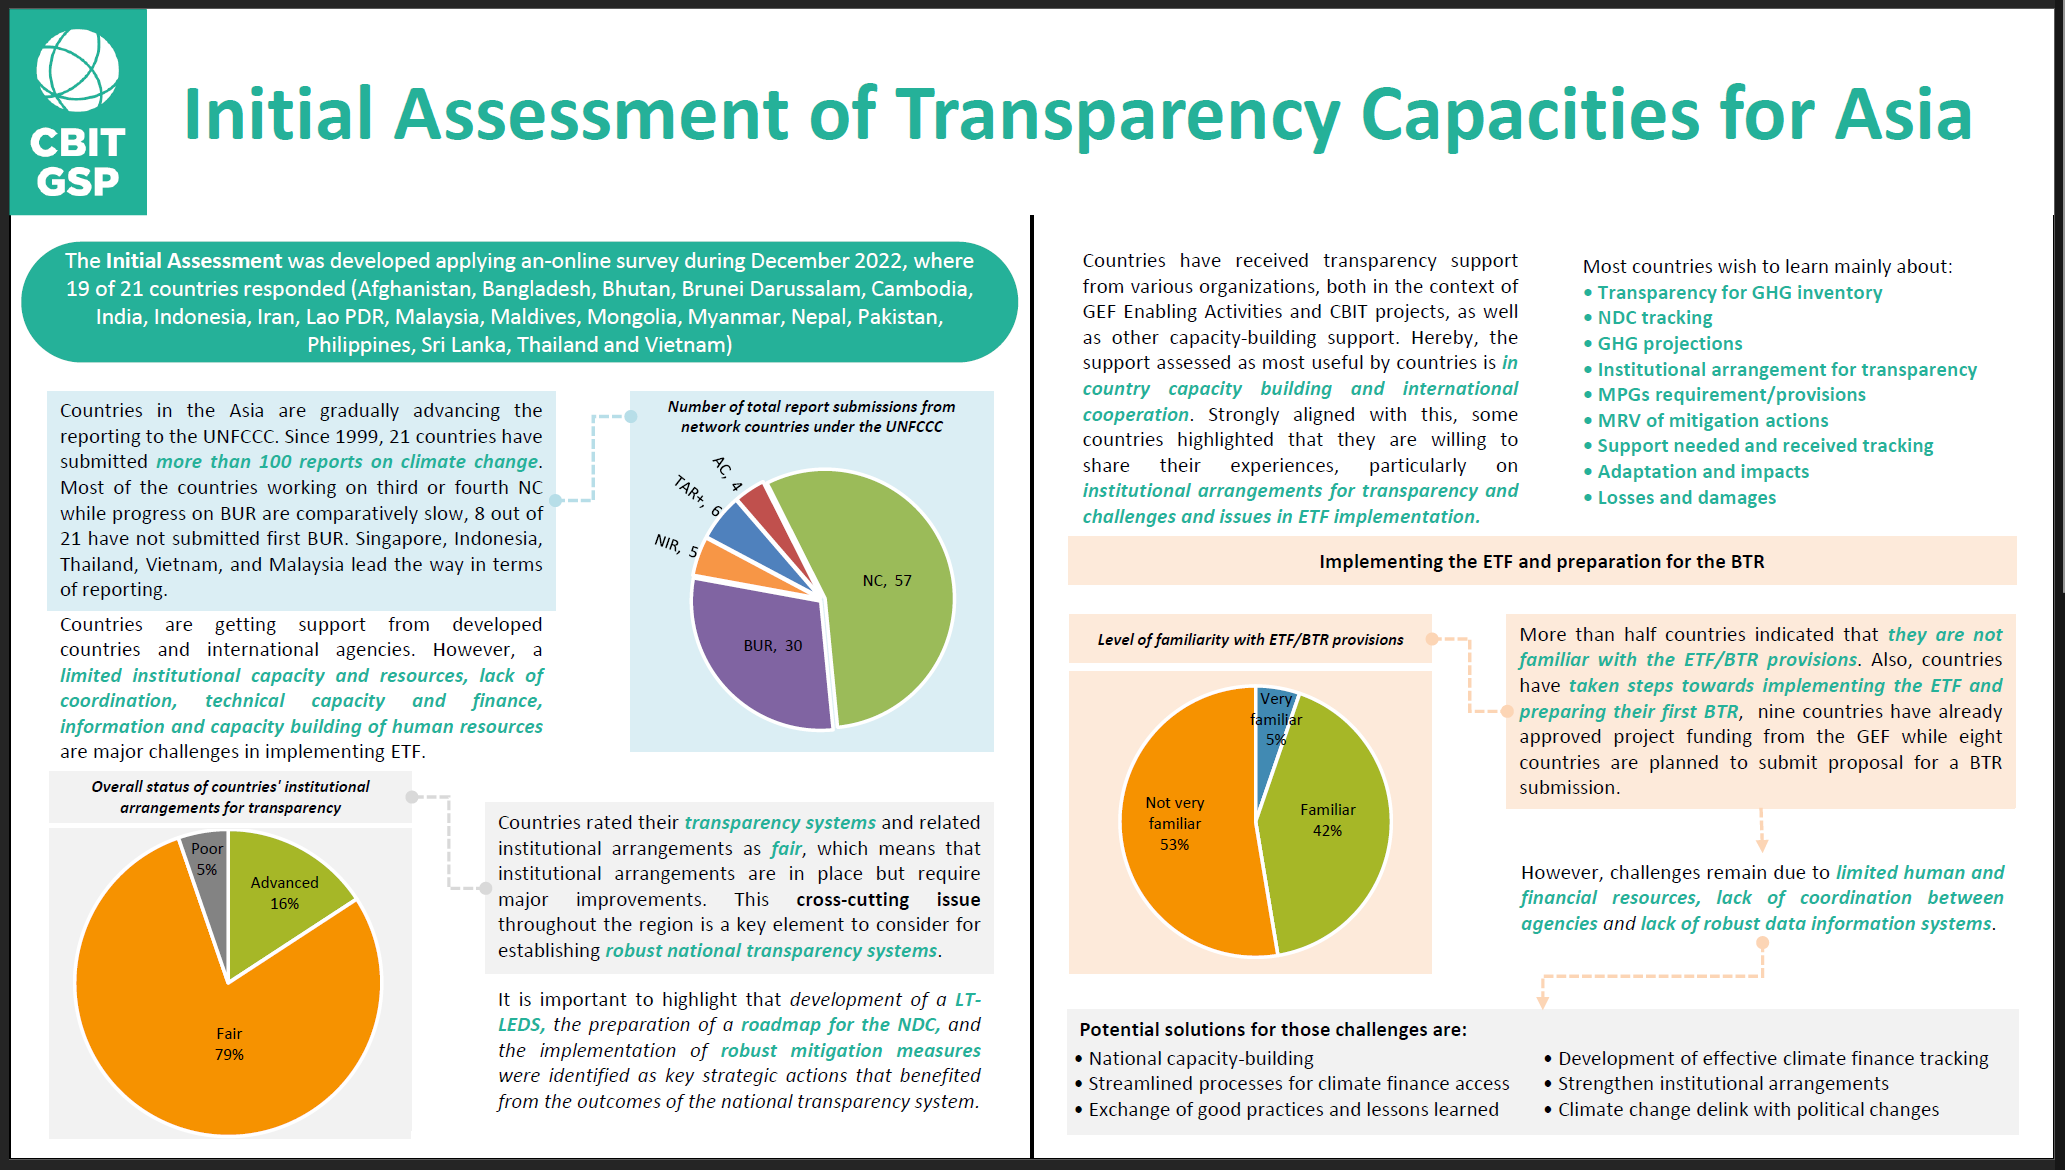 CBIT
GSP
Initial Assessment of Transparency Capacities for Asia
The Initial Assessment was developed applying an-online survey during December 2022, where
19 of 21 countries responded (Afghanistan, Bangladesh, Bhutan, Brunei Darussalam, Cambodia,
India, Indonesia, Iran, Lao PDR, Malaysia, Maldives, Mongolia, Myanmar, Nepal, Pakistan,
Philippines, Sri Lanka, Thailand and Vietnam)
Countries in the Asia are gradually advancing the
reporting to the UNFCCC. Since 1999, 21 countries have
submitted more than 100 reports on climate change.
Most of the countries working on third or fourth NC
while progress on BUR are comparatively slow, 8 out of
21 have not submitted first BUR. Singapore, Indonesia,
Thailand, Vietnam, and Malaysia lead the way in terms
of reporting.
Number of total report submissions from
network countries under the UNFCCC
AC, 4
TAR+, 6
NIR, 5
NC, 57
BUR, 30
Countries are getting support from developed
countries and international agencies. However, a
limited institutional capacity and resources, lack of
coordination, technical capacity and finance,
information and capacity building of human resources
are major challenges in implementing ETF.
Overall status of countries' institutional
arrangements for transparency
Poor
5%
Advanced
16%
Fair
79%
Countries rated their transparency systems and related
institutional arrangements as fair, which means that
institutional arrangements are in place but require
major improvements. This cross-cutting issue
throughout the region is a key element to consider for
establishing robust national transparency systems.
It is important to highlight that development of a LT-
LEDS, the preparation of a roadmap for the NDC, and
the implementation of robust mitigation measures
were identified as key strategic actions that benefited
from the outcomes of the national transparency system.
Countries have received transparency support
from various organizations, both in the context of
GEF Enabling Activities and CBIT projects, as well
as other capacity-building support. Hereby, the
support assessed as most useful by countries is in
country capacity building and international
cooperation. Strongly aligned with this, some
countries highlighted that they are willing to
share their experiences, particularly on
institutional arrangements for transparency and
challenges and issues in ETF implementation.
Most countries wish to learn mainly about:
• Transparency for GHG inventory
• NDC tracking
• GHG projections
• Institutional arrangement for transparency
• MPGs requirement/provisions
• MRV of mitigation actions
• Support needed and received tracking
• Adaptation and impacts
• Losses and damages
Implementing the ETF and preparation for the BTR
Level of familiarity with ETF/BTR provisions
Very
familiar
5%
Familiar
42%
Not very
familiar
53%
More than half countries indicated that they are not
familiar with the ETF/BTR provisions. Also, countries
have taken steps towards implementing the ETF and
preparing their first BTR, nine countries have already
approved project funding from the GEF while eight
countries are planned to submit proposal for a BTR
submission.
However, challenges remain due to limited human and
financial resources, lack of coordination between
agencies and lack of robust data information systems.
Potential solutions for those challenges are:
• National capacity-building
• Streamlined processes for climate finance access
• Exchange of good practices and lessons learned
• Development of effective climate finance tracking
• Strengthen institutional arrangements
• Climate change delink with political changes